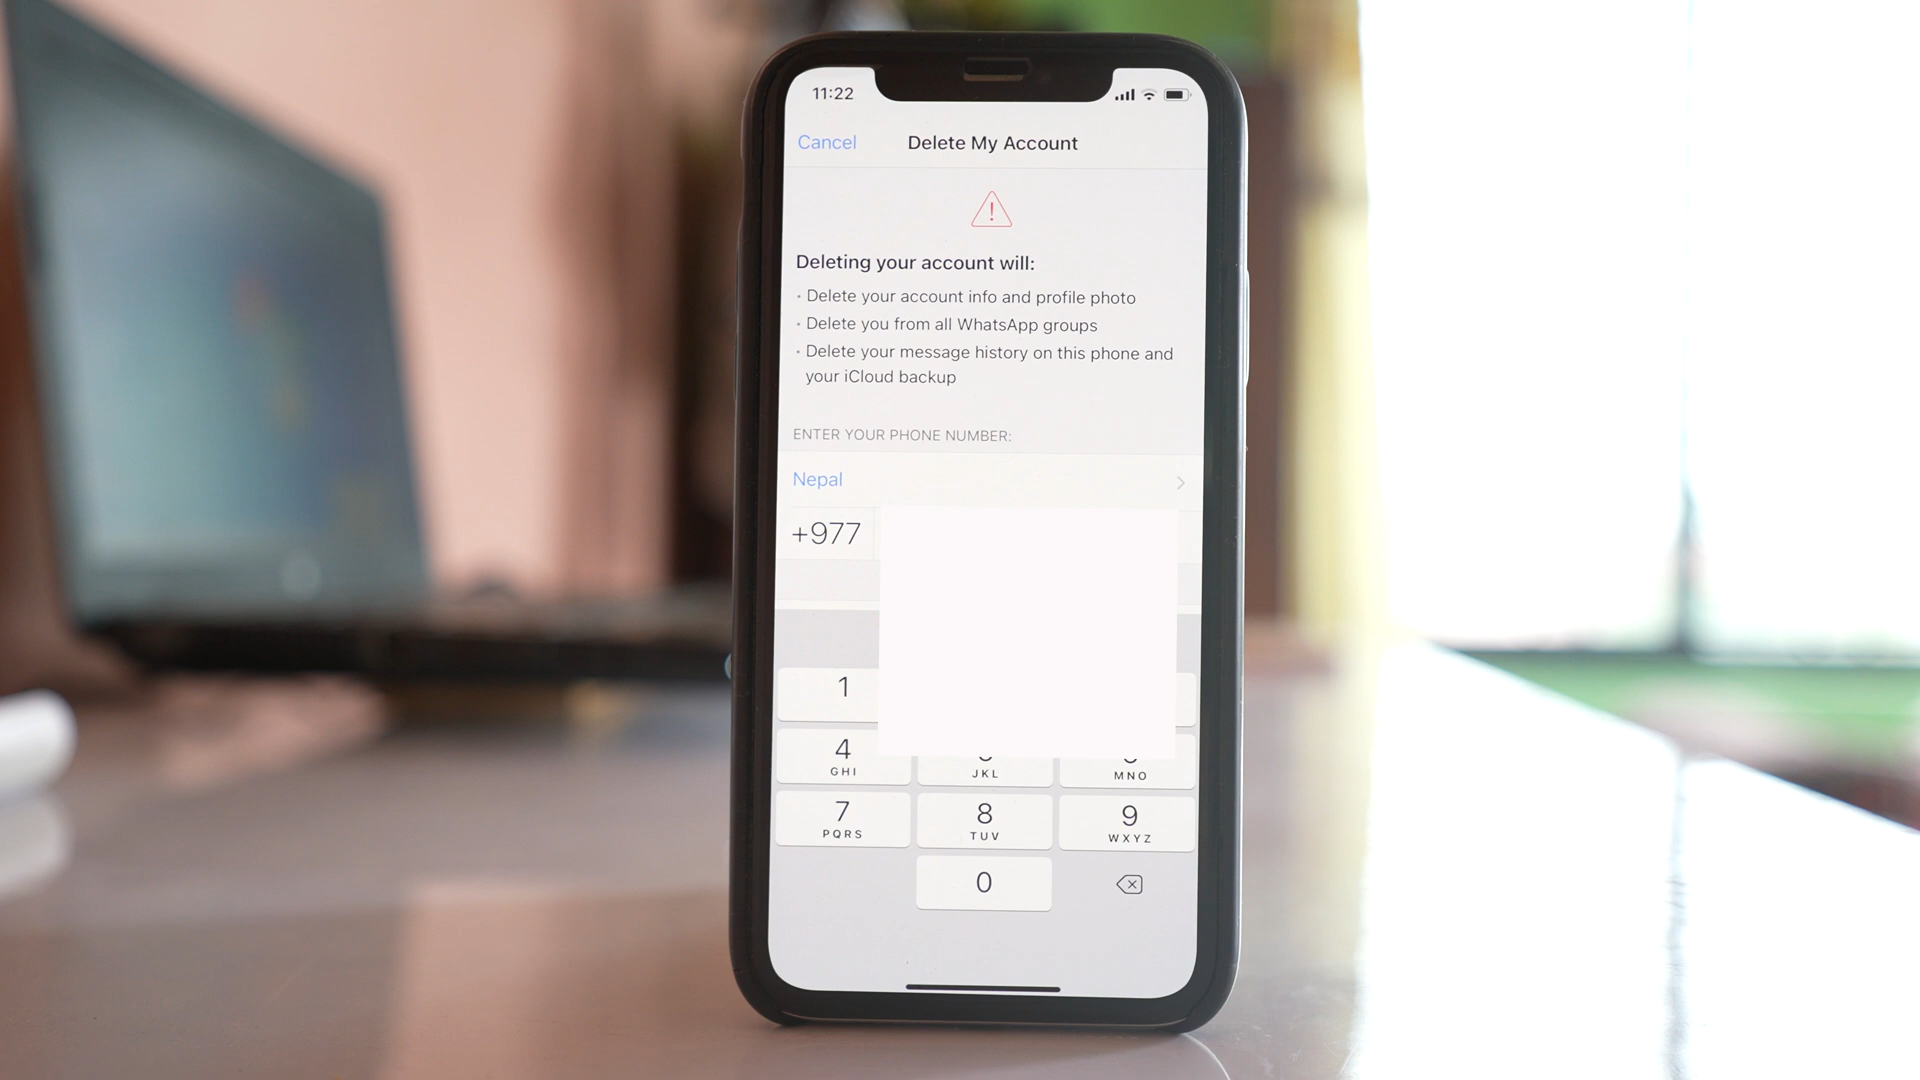 11:22
Cancel Delete My Account
Deleting your account will:
· Delete your account info and profile photo
· Delete you from all WhatsApp groups
· Delete your message history on this phone and
your iCloud backup
ENTER YOUR PHONE NUMBER:
Nepal
+977
1
4
GHI JKL MNO
7 8 9
PQRS TUV WXYZ
0